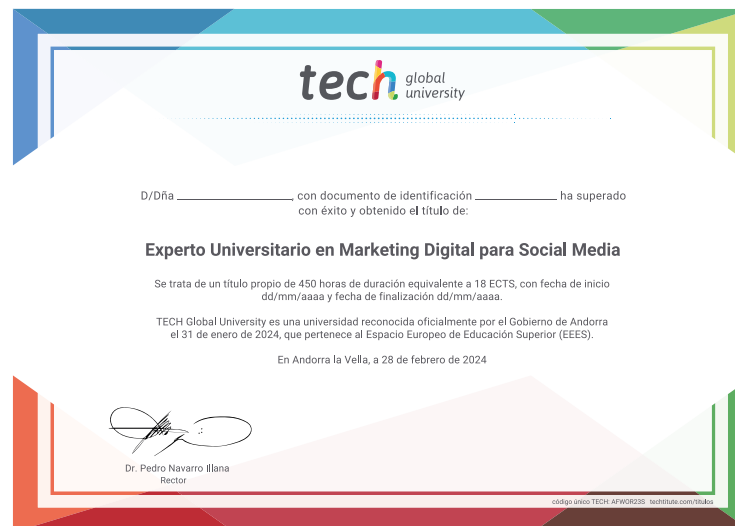 tech global university
D/Dña ____________________, con documento de identificación ______________ ha superado
con éxito y obtenido el título de:
Experto Universitario en Marketing Digital para Social Media
Se trata de un título propio de 450 horas de duración equivalente a 18 ECTS, con fecha de inicio
dd/mm/aaaa y fecha de finalización dd/mm/aaaa.
TECH Global University es una universidad reconocida oficialmente por el Gobierno de Andorra
el 31 de enero de 2024, que pertenece al Espacio Europeo de Educación Superior (EEES).
En Andorra la Vella, a 28 de febrero de 2024
Dr. Pedro Navarro Illana
Rector
código único TECH: AFWOR23S techtitute.com/titulos